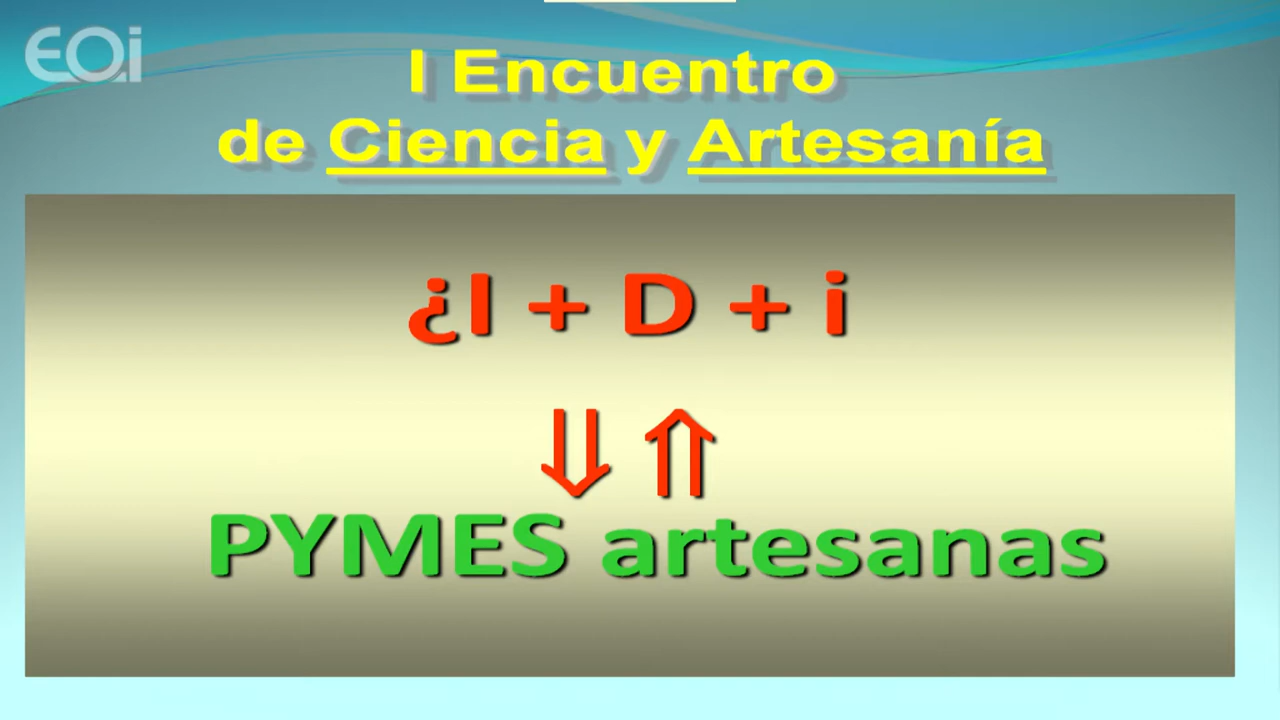 EOi
I Encuentro
de Ciencia y Artesanía
¿I + D + i
⇓ ⇑
PYMES artesanas